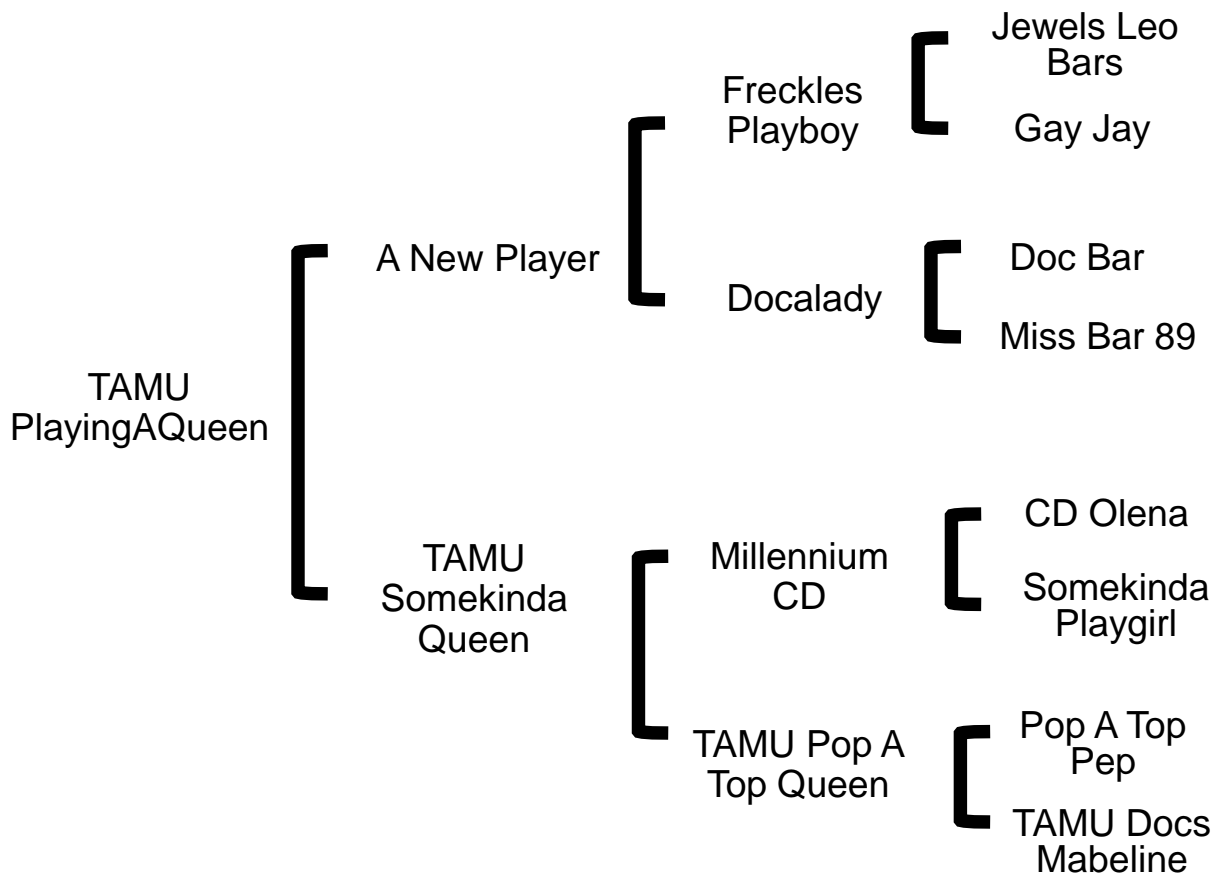 Jewels Leo
Bars
Freckles
Playboy
Gay Jay
A New Player
Doc Bar
Docalady
Miss Bar 89
TAMU
PlayingAQueen
CD Olena
TAMU
Somekinda
Queen
Millennium
CD
Somekinda
Playgirl
Pop A Top
Pep
TAMU Pop A
Top Queen
TAMU Docs
Mabeline